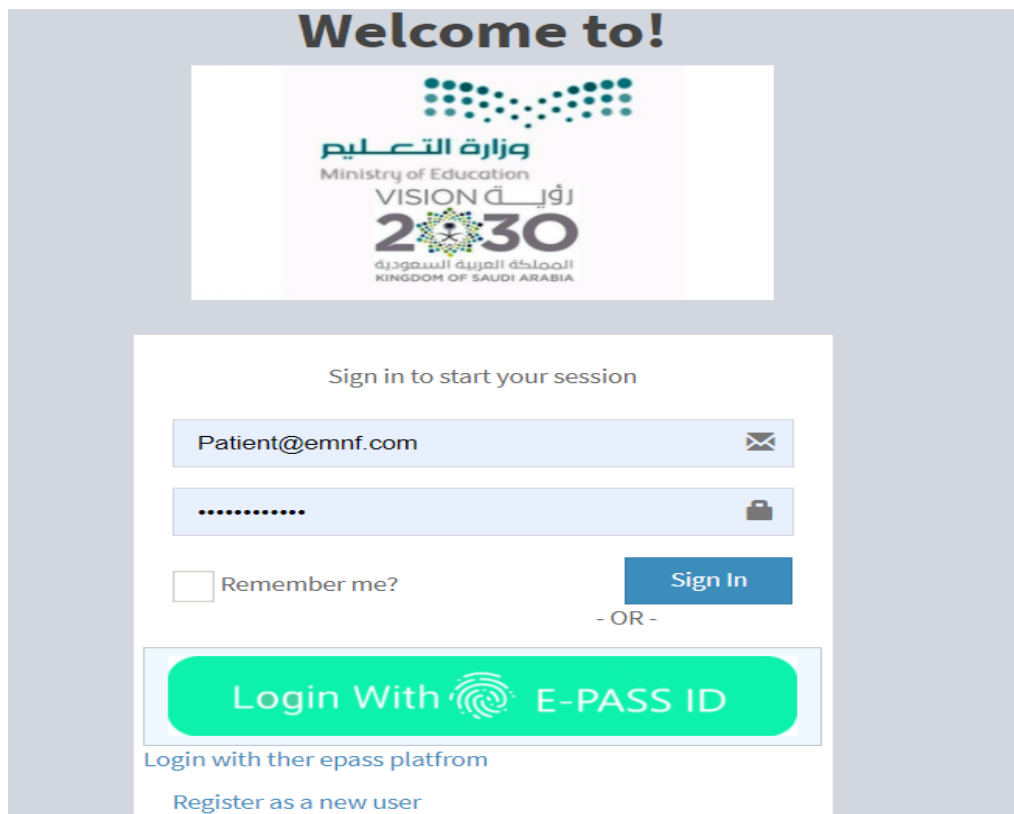 Welcome to!
وزارة التعليم
Ministry of Education
VISION رؤية
2030
المملكة العربية السعودية
KINGDOM OF SAUDI ARABIA
Sign in to start your session
Patient@emnf.com
••••••••••••
Remember me?
Sign In
- OR -
Login With E-PASS ID
Login with ther epass platfrom
Register as a new user